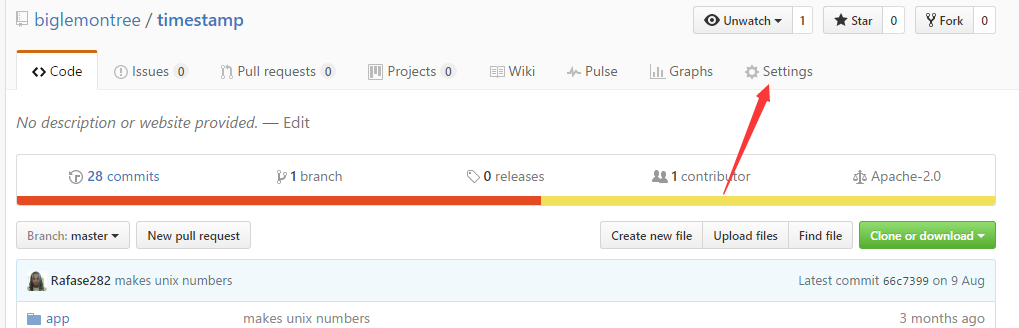 biglemontree / timestamp
Unwatch 1 Star 0 Fork 0
Code Issues 0 Pull requests 0 Projects 0 Wiki Pulse Graphs Settings
No description or website provided. — Edit
28 commits 1 branch 0 releases 1 contributor Apache-2.0
Branch: master New pull request Create new file Upload files Find file Clone or download
Rafase282 makes unix numbers Latest commit 66c7399 on 9 Aug
app makes unix numbers 3 months ago